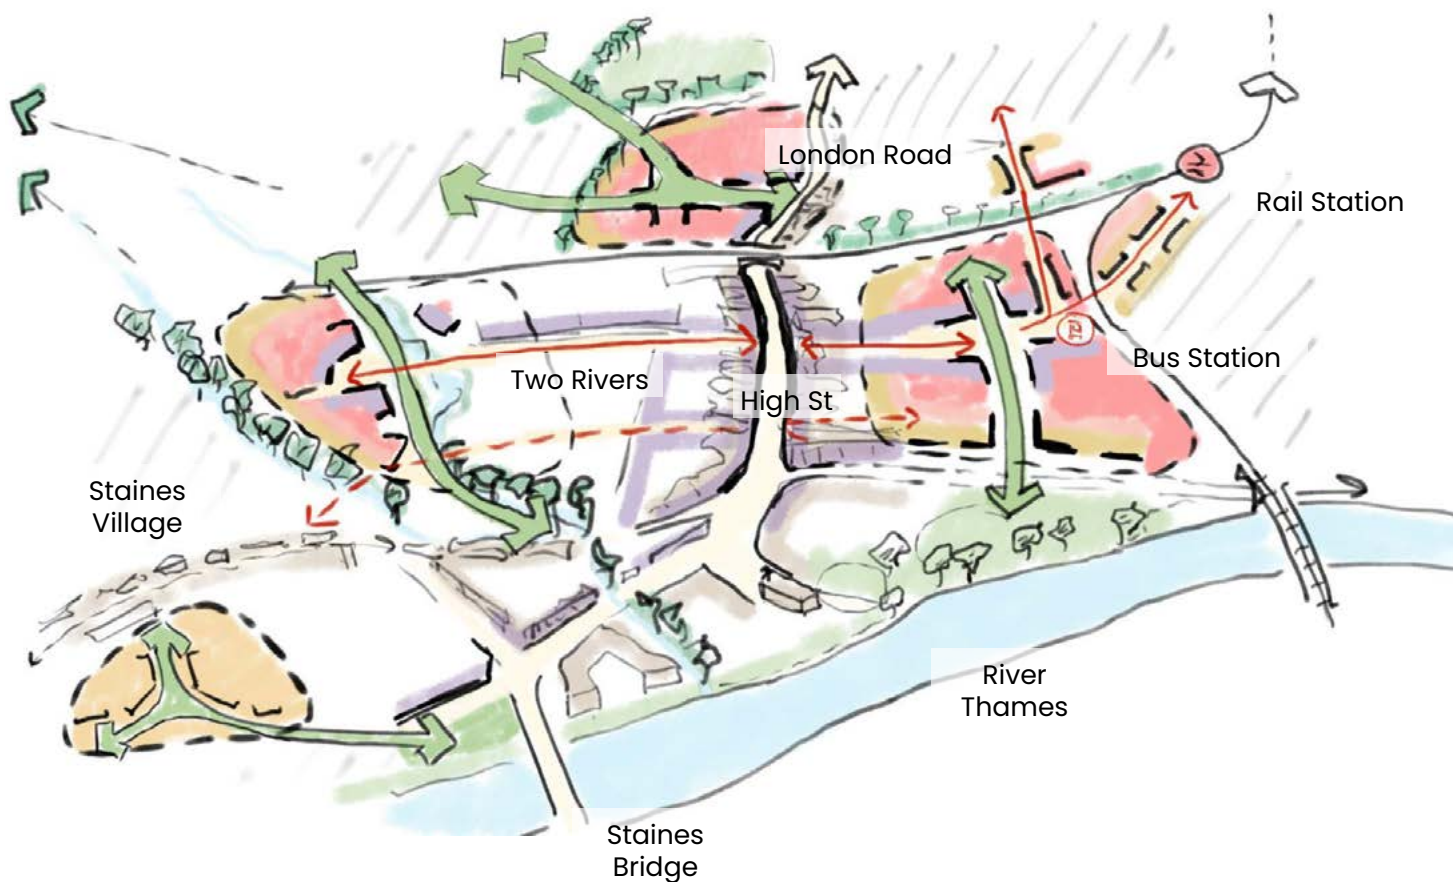 London Road
Rail Station
Bus Station
Two Rivers
High St
Staines
Village
River
Thames
Staines
Bridge